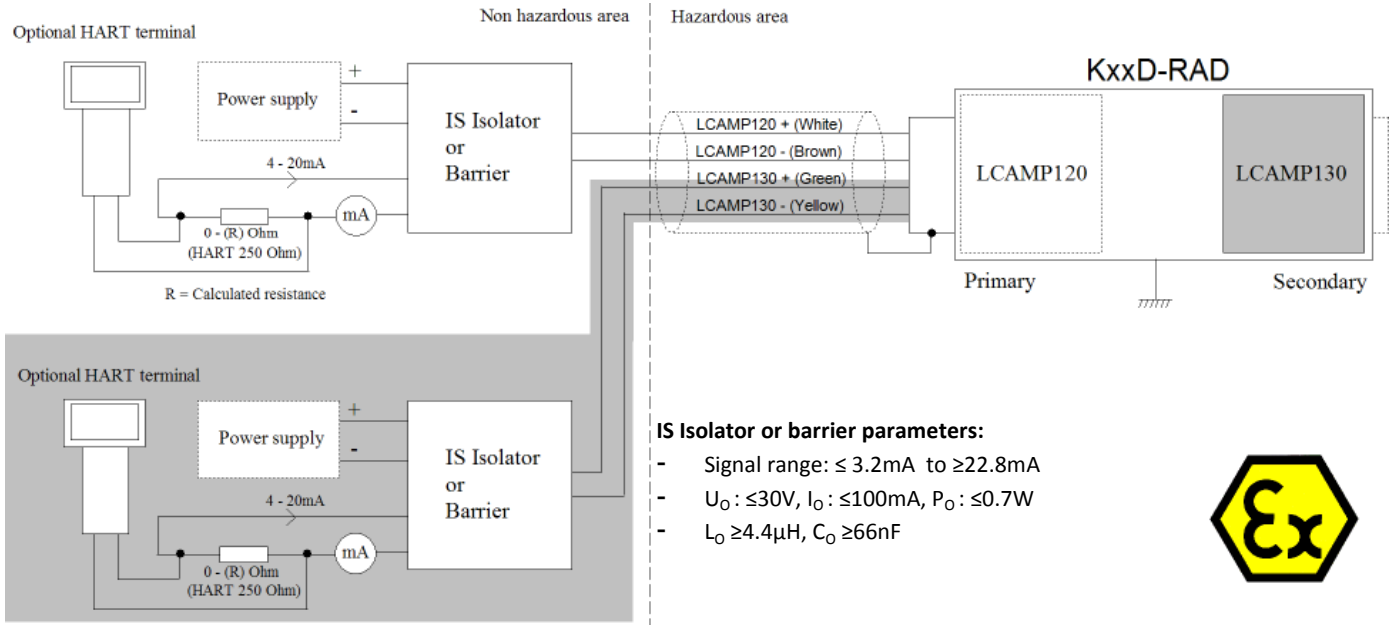 Non hazardous area
Hazardous area
Optional HART terminal
Power supply
+
-
IS Isolator
or
Barrier
4 - 20mA
mA
0 - (R) Ohm
(HART 250 Ohm)
R = Calculated resistance
LCAMP120 + (White)
LCAMP120 - (Brown)
LCAMP130 + (Green)
LCAMP130 - (Yellow)
KxxD-RAD
LCAMP120
LCAMP130
Primary
Secondary
Optional HART terminal
Power supply
+
-
IS Isolator
or
Barrier
4 - 20mA
mA
0 - (R) Ohm
(HART 250 Ohm)
IS Isolator or barrier parameters:
- Signal range: ≤ 3.2mA to ≥22.8mA
- UO : ≤30V, IO : ≤100mA, PO : ≤0.7W
- LO ≥4.4µH, CO ≥66nF
Ex